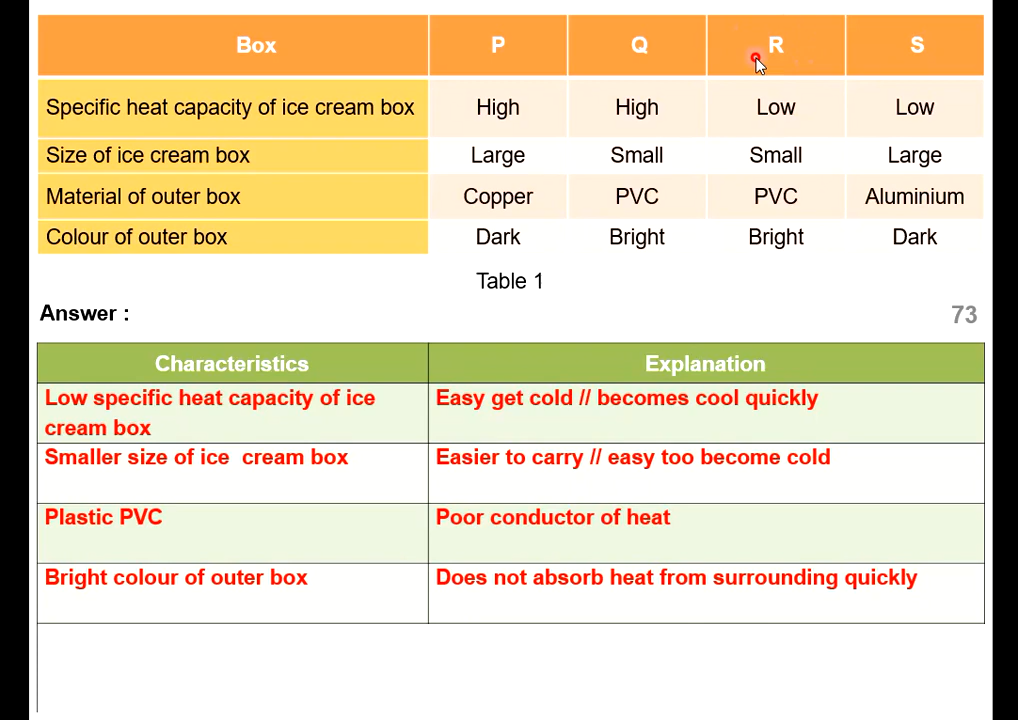 Box P Q R S
Specific heat capacity of ice cream box High High Low Low
Size of ice cream box Large Small Small Large
Material of outer box Copper PVC PVC Aluminium
Colour of outer box Dark Bright Bright Dark
Table 1
Answer :
73
Characteristics Explanation
Low specific heat capacity of ice Easy get cold // becomes cool quickly
cream box
Smaller size of ice cream box Easier to carry // easy too become cold
Plastic PVC Poor conductor of heat
Bright colour of outer box Does not absorb heat from surrounding quickly